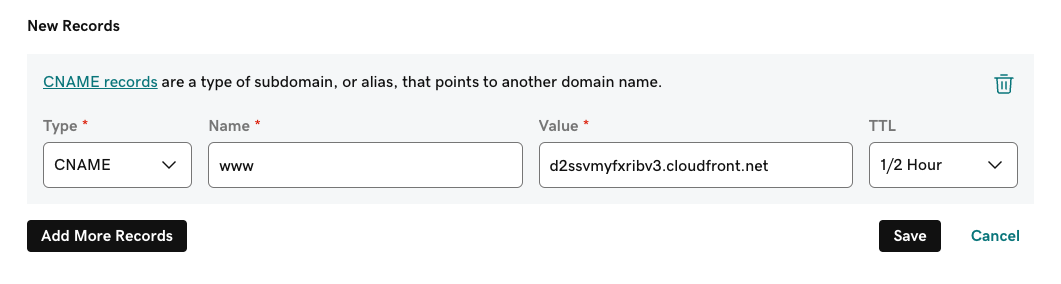 New Records
CNAME records are a type of subdomain, or alias, that points to another domain name.
Type * Name * Value * TTL
CNAME www d2ssvmyfxribv3.cloudfront.net 1/2 Hour
Add More Records Save Cancel